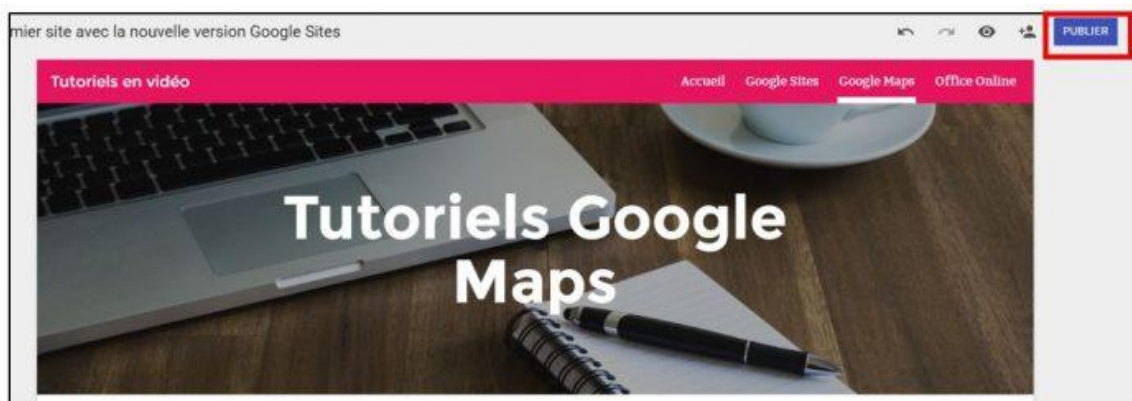 mier site avec la nouvelle version Google Sites
PUBLIER
Tutoriels en vidéo
Accueil Google Sites Google Maps Office Online
Tutoriels Google
Maps